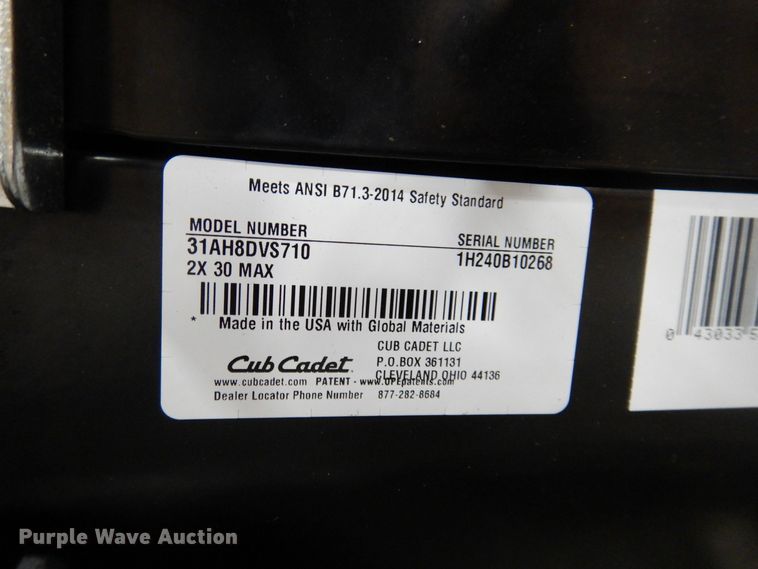 Meets ANSI B71.3-2014 Safety Standard
MODEL NUMBER
31AH8DVS710
2X 30 MAX
SERIAL NUMBER
1H240B10268
* Made in the USA with Global Materials
Cub Cadet
CUB CADET LLC
P.O.BOX 361131
CLEVELAND OHIO 44136
www.cubcadet.com PATENT - www.OPEpatents.com
Dealer Locator Phone Number 877-282-8684
0 43033
Purple Wave Auction